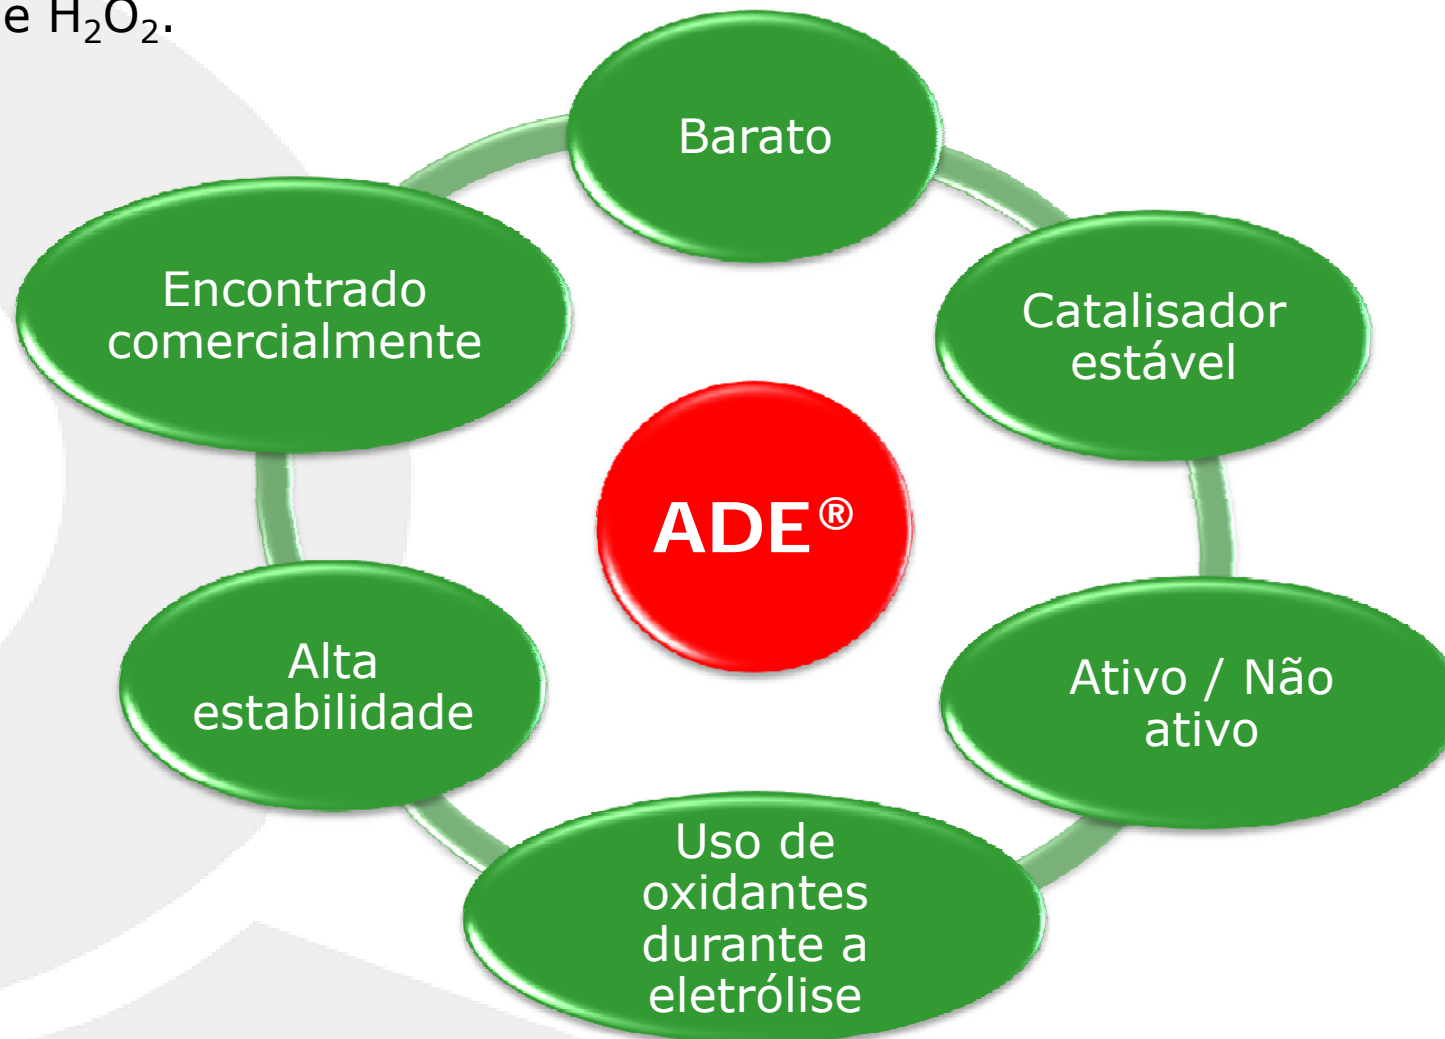 e H₂O₂.
Barato
Encontrado
comercialmente
Catalisador
estável
ADE®
Alta
estabilidade
Ativo / Não
ativo
Uso de
oxidantes
durante a
eletrólise